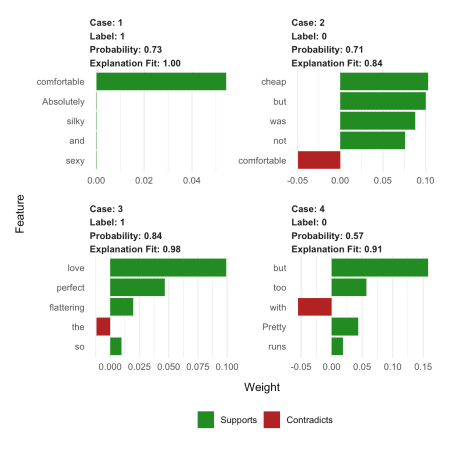 Case: 1
Label: 1
Probability: 0.73
Explanation Fit: 1.00
comfortable
Absolutely
silky
and
sexy
0.00 0.02 0.04
Case: 2
Label: 0
Probability: 0.71
Explanation Fit: 0.84
cheap
but
was
not
comfortable
-0.05 0.00 0.05 0.10
Case: 3
Label: 1
Probability: 0.84
Explanation Fit: 0.98
love
perfect
flattering
the
so
0.000 0.025 0.050 0.075 0.100
Case: 4
Label: 0
Probability: 0.57
Explanation Fit: 0.91
but
too
with
Pretty
runs
-0.05 0.00 0.05 0.10 0.15
Feature
Weight
Supports Contradicts